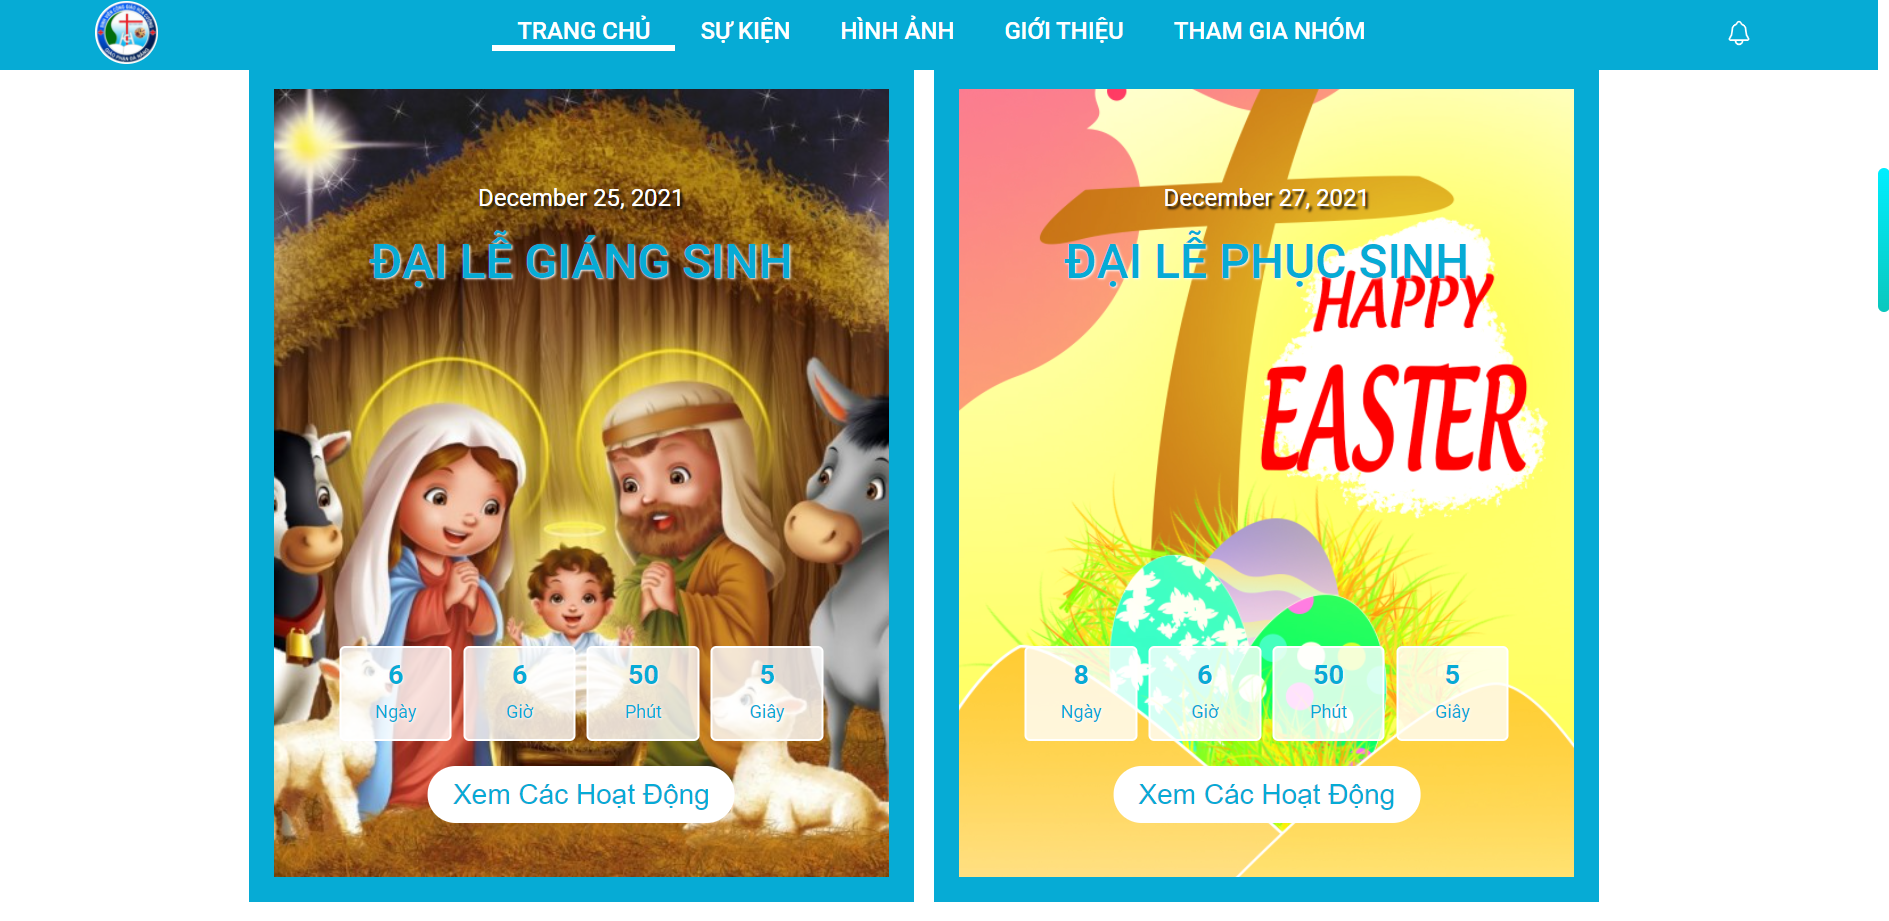 TRANG CHỦ SỰ KIỆN HÌNH ẢNH GIỚI THIỆU THAM GIA NHÓM
December 25, 2021
ĐẠI LỄ GIÁNG SINH
6 6 50 5
Ngày Giờ Phút Giây
Xem Các Hoạt Động
December 27, 2021
ĐẠI LỄ PHỤC SINH
HAPPY
EASTER
8 6 50 5
Ngày Giờ Phút Giây
Xem Các Hoạt Động